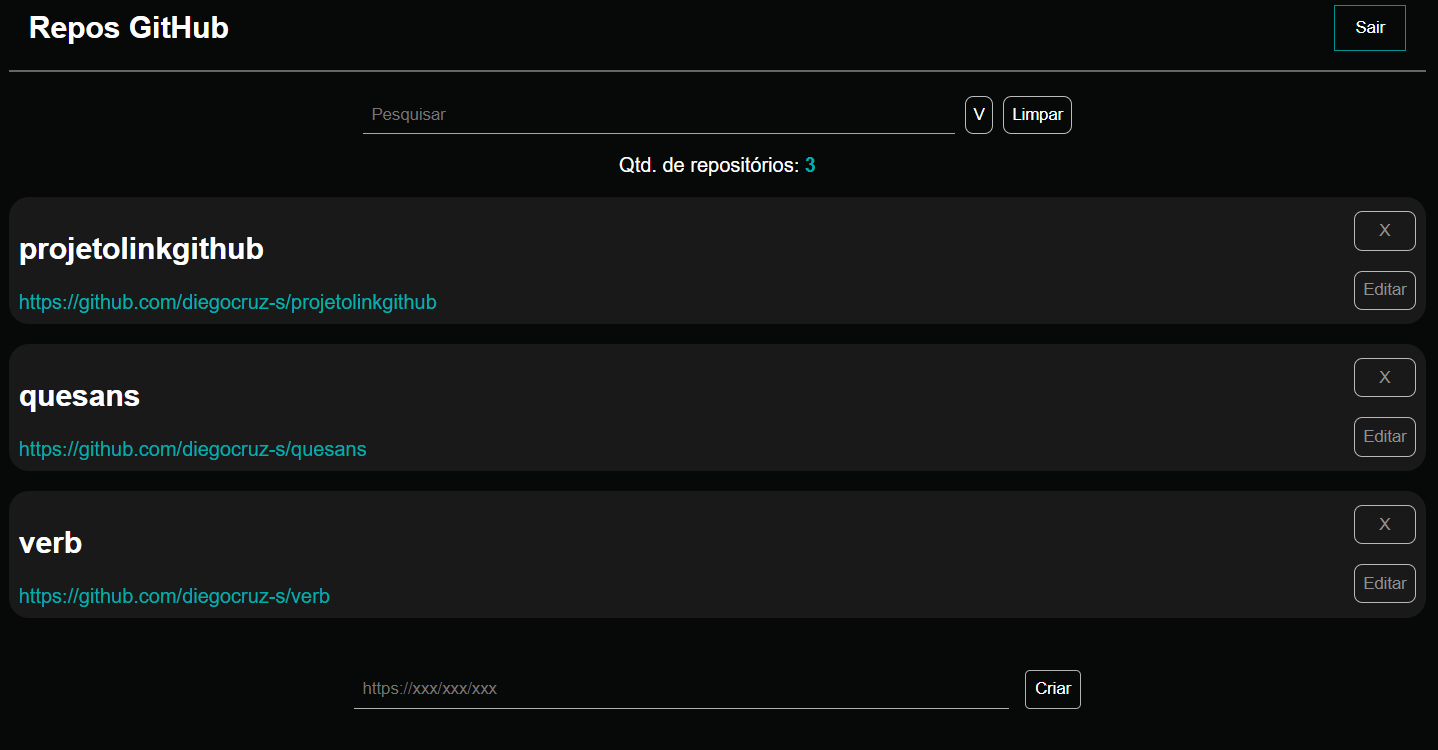 Repos GitHub
Sair
Pesquisar
V
Limpar
Qtd. de repositórios: 3
projetolinkgithub
X
https://github.com/diegocruz-s/projetolinkgithub
Editar
quesans
X
https://github.com/diegocruz-s/quesans
Editar
verb
X
https://github.com/diegocruz-s/verb
Editar
https://xxx/xxx/xxx
Criar